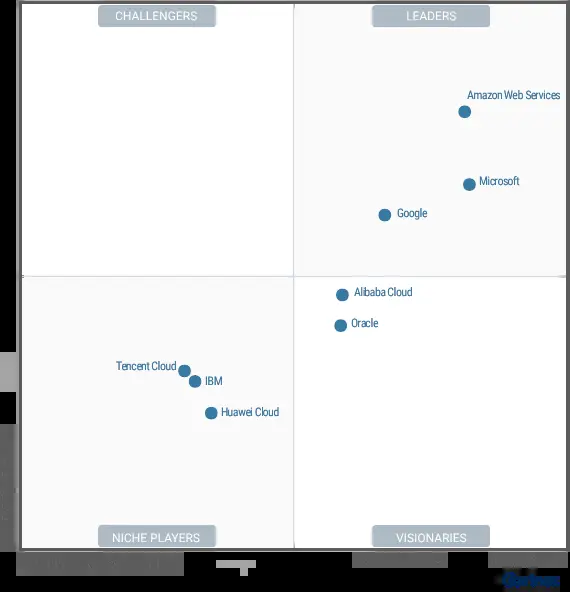 CHALLENGERS
LEADERS
Amazon Web Services
Microsoft
Google
Alibaba Cloud
Oracle
Tencent Cloud
IBM
Huawei Cloud
NICHE PLAYERS
VISIONARIES